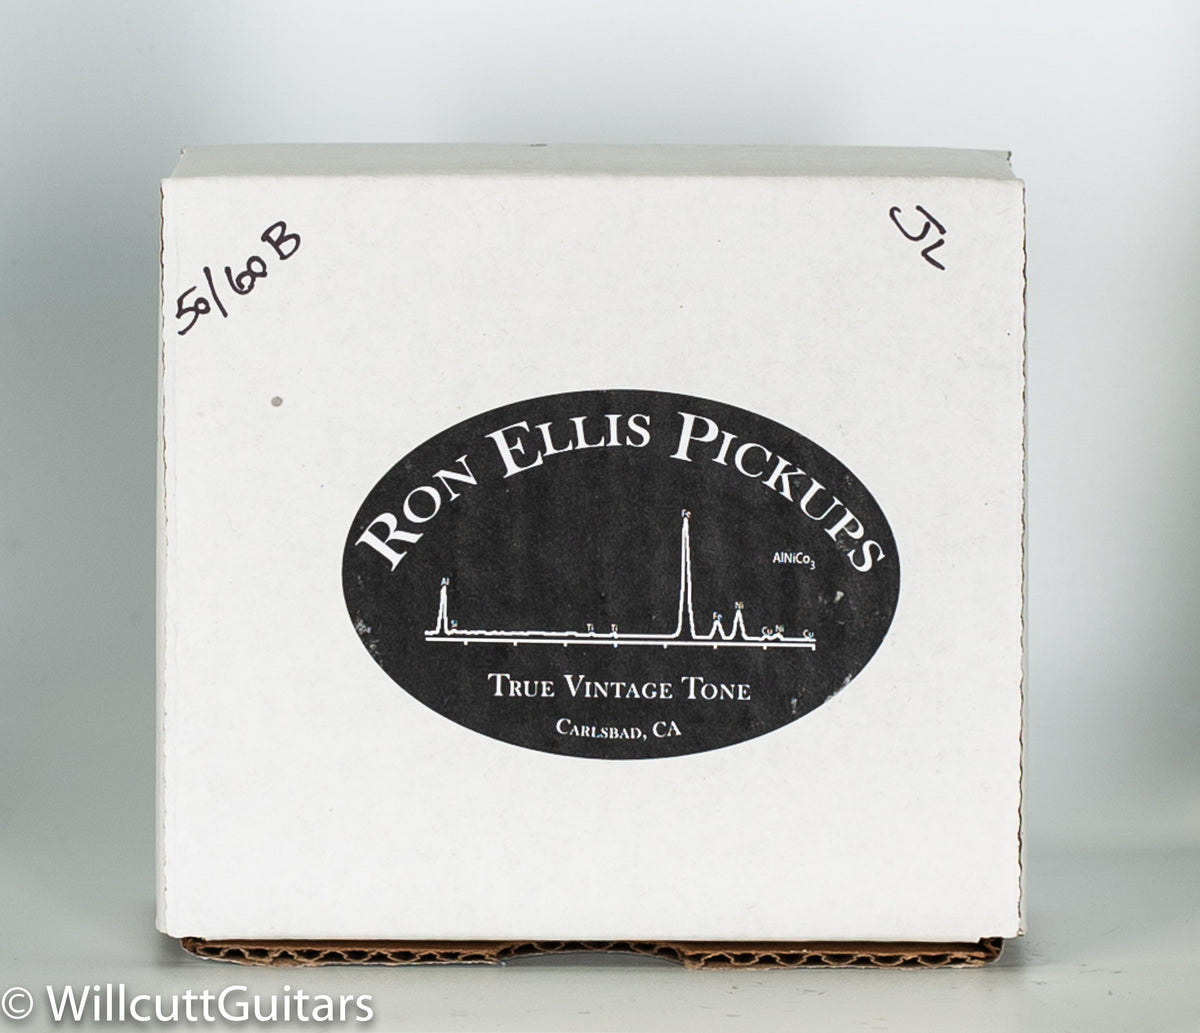 50/60 B
JL
RON ELLIS PICKUPS
Fe
AlNiCo3
Al
Si
Ti
Ti
Fe
Ni
Cu
Ni
Cu
TRUE VINTAGE TONE
CARLSBAD, CA
© WillcuttGuitars